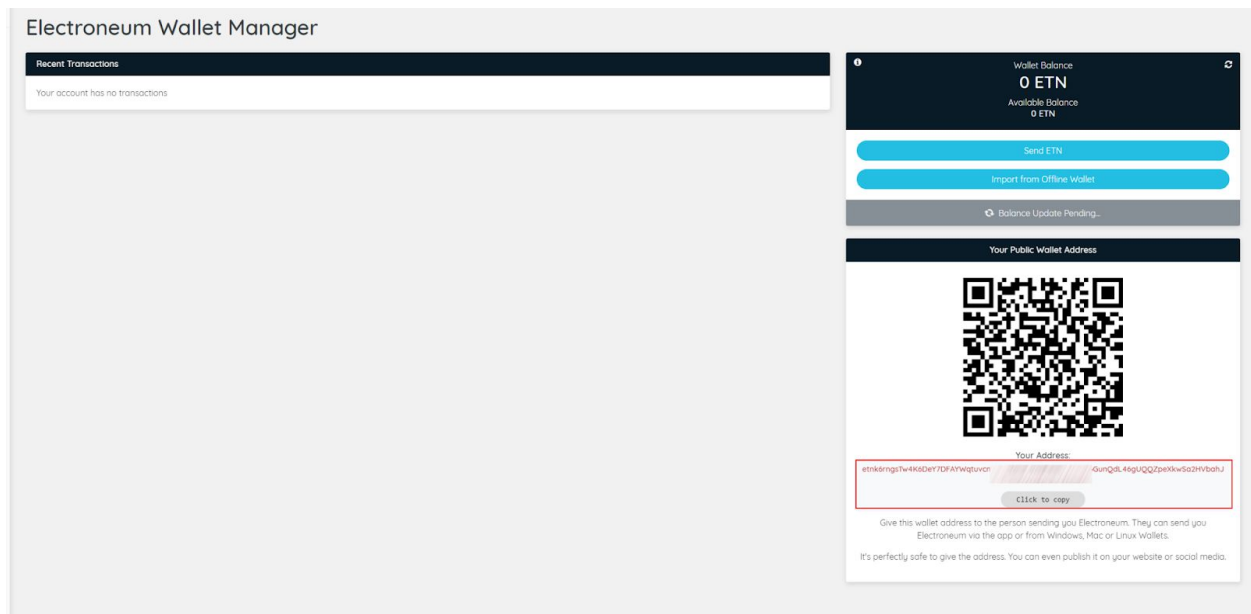 Electroneum Wallet Manager
Recent Transactions
Your account has no transactions
Wallet Balance
0 ETN
Available Balance
0 ETN
Send ETN
Import from Offline Wallet
Balance Update Pending...
Your Public Wallet Address
Your Address:
etnk6rngsTw4K6DeY7DFAYWqtuvcn GunQdL46gUQQZpeXkwSa2HVbahJ
Click to copy
Give this wallet address to the person sending you Electroneum. They can send you
Electroneum via the app or from Windows, Mac or Linux Wallets.
It's perfectly safe to give the address. You can even publish it on your website or social media.